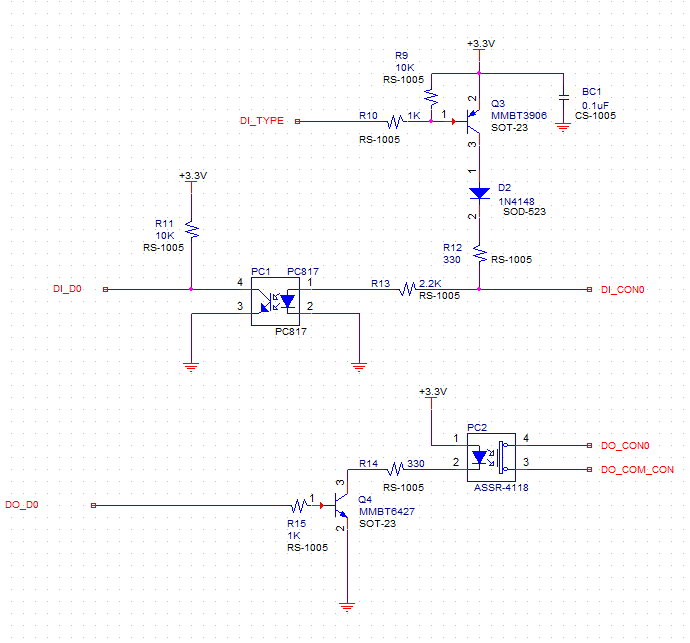 +3.3V
R9
10K
RS-1005
BC1
0.1uF
CS-1005
2
Q3
MMBT3906
SOT-23
DI_TYPE
R10
1K
1
RS-1005
3
+3.3V
1
D2
1N4148
SOD-523
2
R11
10K
RS-1005
R12
330
RS-1005
PC1
PC817
4
1
R13
2.2K
RS-1005
DI_D0
DI_CON0
3
2
PC817
+3.3V
PC2
1
4
DO_CON0
R14
330
2
3
DO_COM_CON
RS-1005
ASSR-4118
3
DO_D0
1
Q4
MMBT6427
SOT-23
R15
1K
RS-1005
2